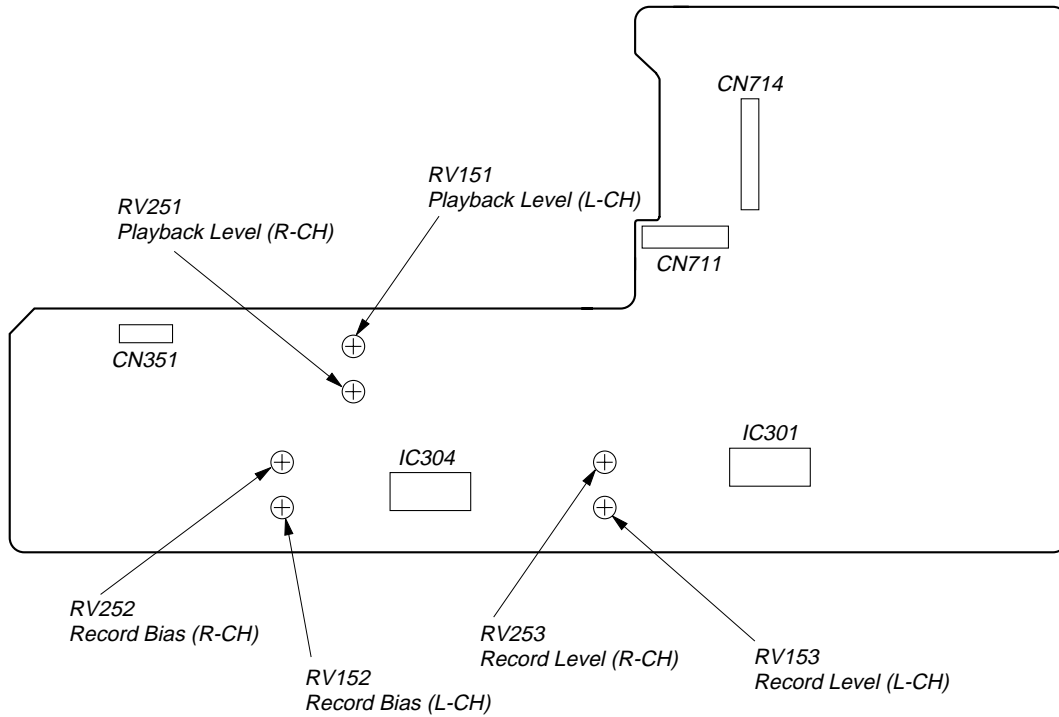 CN714
RV151
Playback Level (L-CH)
RV251
Playback Level (R-CH)
CN711
CN351
IC304
IC301
RV252
Record Bias (R-CH)
RV152
Record Bias (L-CH)
RV253
Record Level (R-CH)
RV153
Record Level (L-CH)